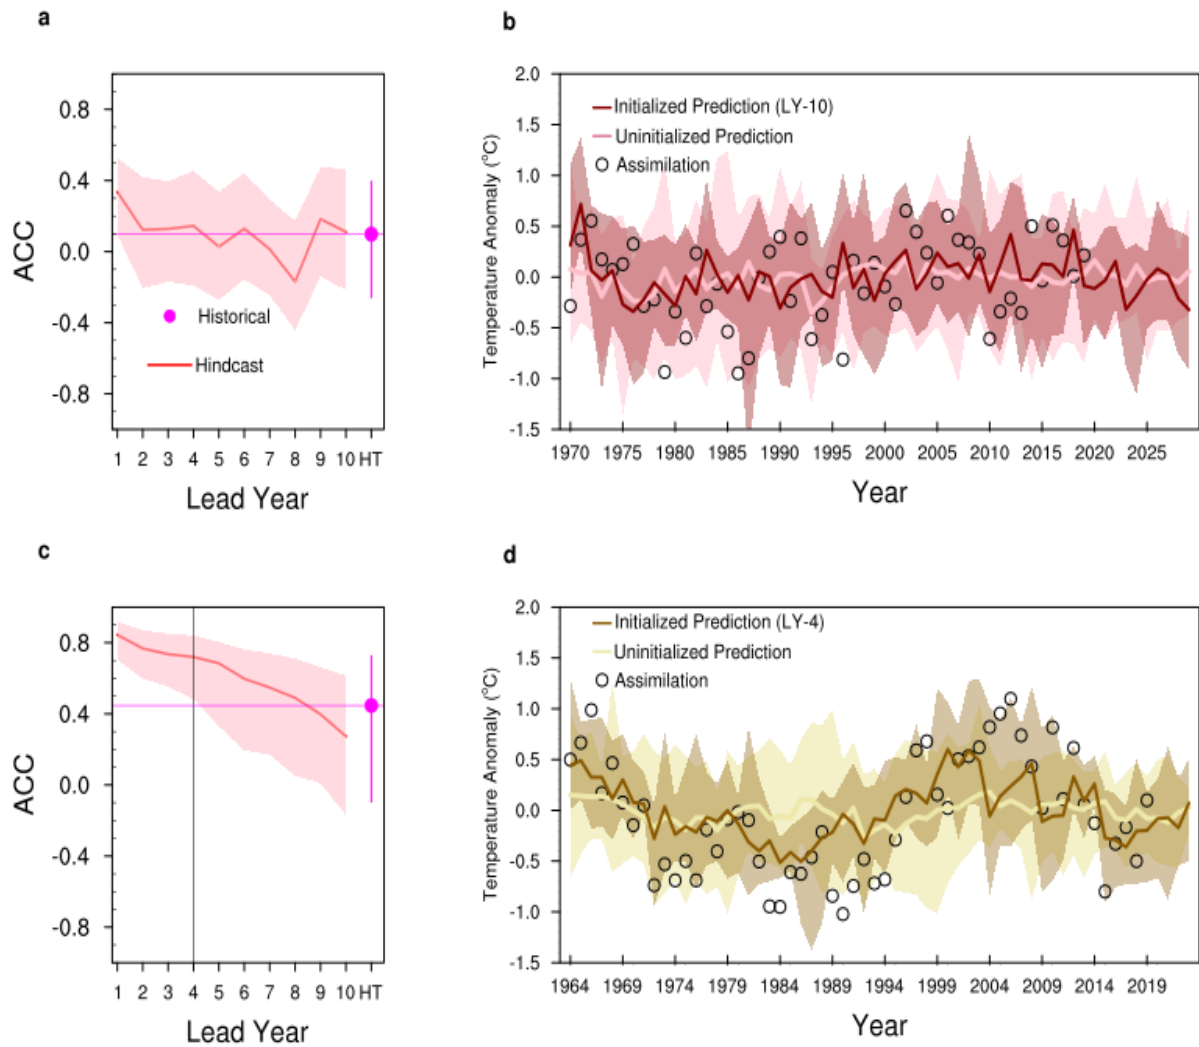 a
ACC
0.8
0.4
0.0
-0.4
-0.8
Historical
Hindcast
1 2 3 4 5 6 7 8 9 10 HT
Lead Year
b
Temperature Anomaly (°C)
2.0
1.5
1.0
0.5
0.0
-0.5
-1.0
-1.5
Initialized Prediction (LY-10)
Uninitialized Prediction
Assimilation
1970 1975 1980 1985 1990 1995 2000 2005 2010 2015 2020 2025
Year
c
ACC
0.8
0.4
0.0
-0.4
-0.8
1 2 3 4 5 6 7 8 9 10 HT
Lead Year
d
Temperature Anomaly (°C)
2.0
1.5
1.0
0.5
0.0
-0.5
-1.0
-1.5
Initialized Prediction (LY-4)
Uninitialized Prediction
Assimilation
1964 1969 1974 1979 1984 1989 1994 1999 2004 2009 2014 2019
Year